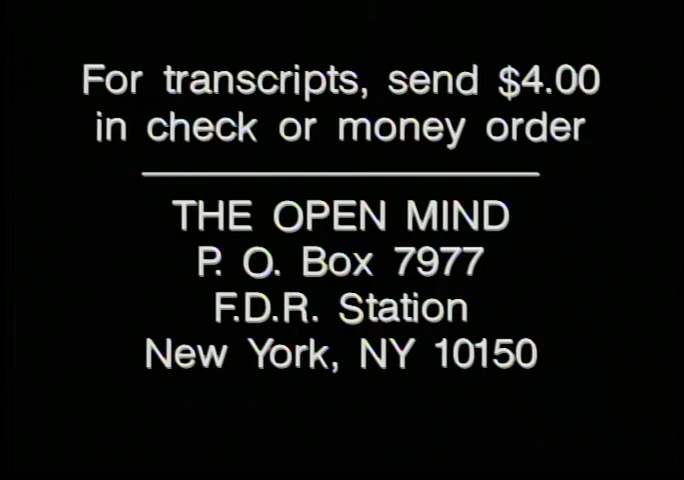 For transcripts, send $4.00
in check or money order
THE OPEN MIND
P. O. Box 7977
F.D.R. Station
New York, NY 10150